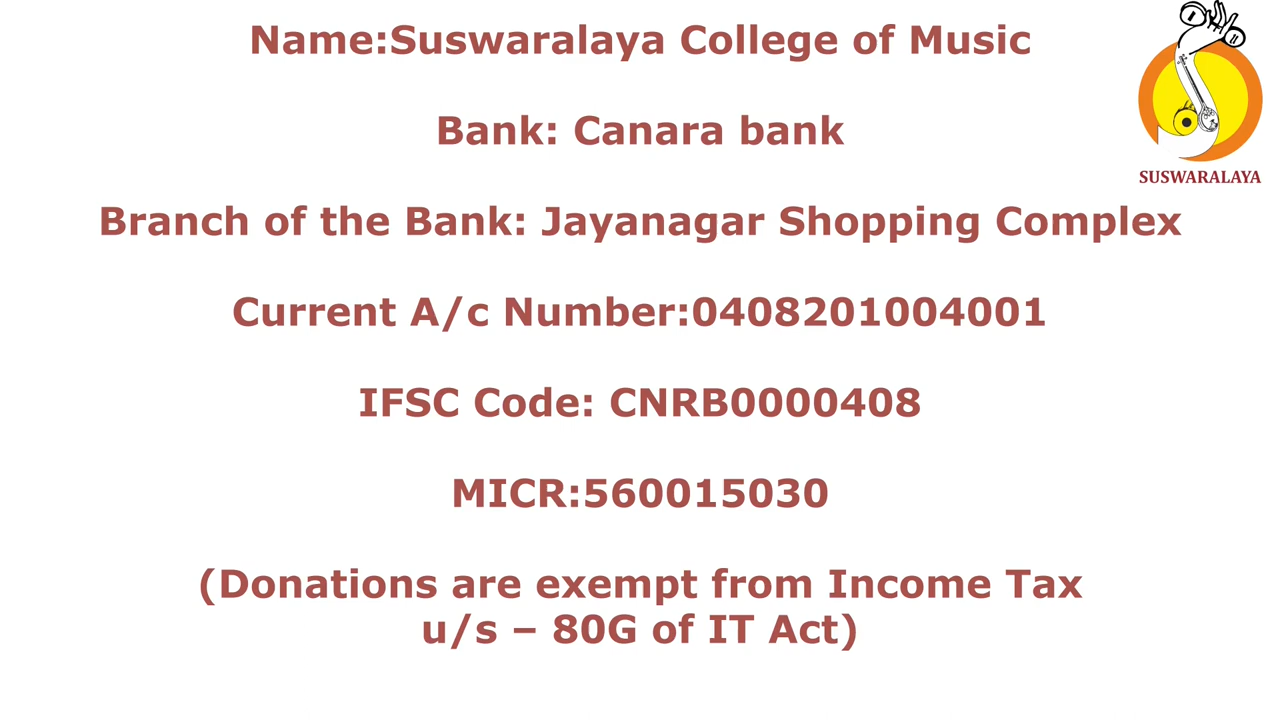 Name:Suswaralaya College of Music
Bank: Canara bank
Branch of the Bank: Jayanagar Shopping Complex
Current A/c Number:0408201004001
IFSC Code: CNRB0000408
MICR:560015030
(Donations are exempt from Income Tax
u/s – 80G of IT Act)
SUSWARALAYA